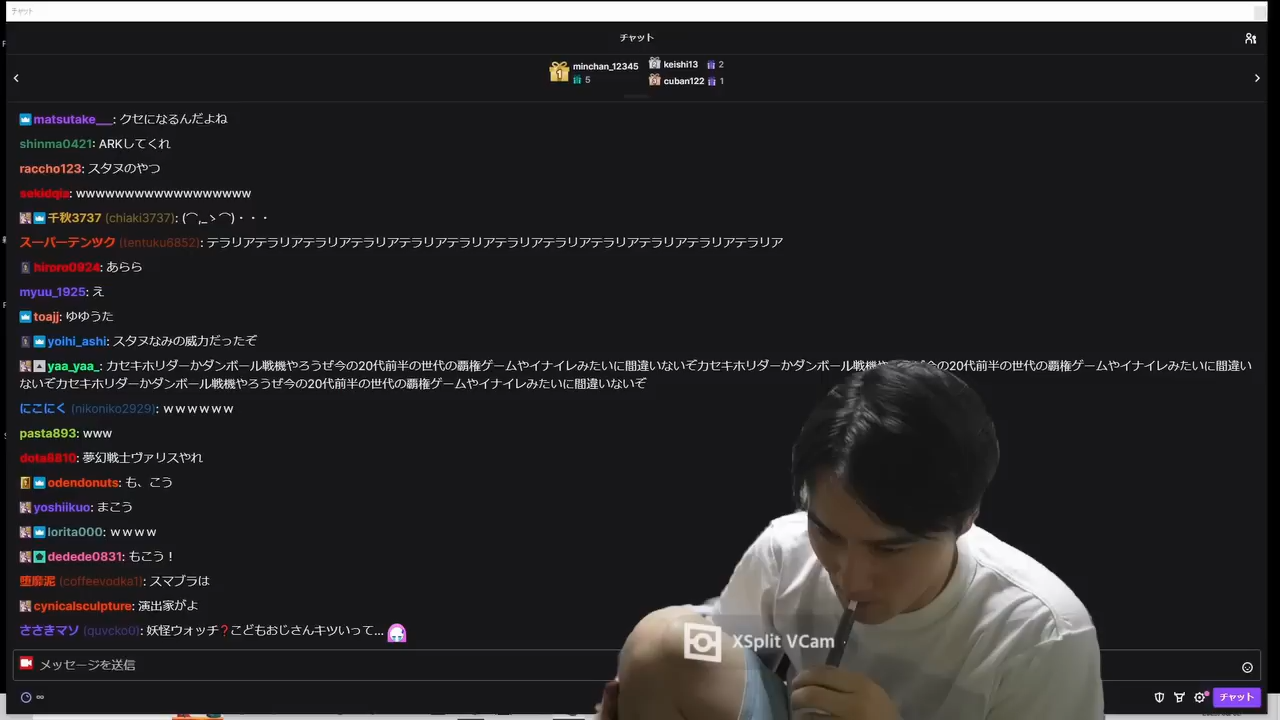 チャット
チャット
minchan_12345
5
keishi13 2
cuban122 1
matsutake___: クセになるんだよね
shinma0421: ARKしてくれ
raccho123: スタヌのやつ
sekidqia: wwwwwwwwwwwwwwwwww
千秋3737 (chiaki3737): (⌒,_ゝ⌒)・・・
スーパーテンツク (tentuku6852): テラリアテラリアテラリアテラリアテラリアテラリアテラリアテラリアテラリアテラリアテラリアテラリア
hirpro0924: あらら
myuu_1925: え
toajj: ゆゆうた
yoihi_ashi: スタヌなみの威力だったぞ
yaa_yaa_: カセキホリダーかダンボール戦機やろうぜ今の20代前半の世代の覇権ゲームやイナイレみたいに間違いないぞカセキホリダーかダンボール戦機や の20代前半の世代の覇権ゲームやイナイレみたいに間違い
ないぞカセキホリダーかダンボール戦機やろうぜ今の20代前半の世代の覇権ゲームやイナイレみたいに間違いないぞ
にこにく (nikoniko2929): ｗｗｗｗｗｗ
pasta893: www
dota8810: 夢幻戦士ヴァリスやれ
odendonuts: も、こう
yoshiikuo: まこう
lorita000: ｗｗｗｗ
dedede0831: もこう！
堕靡泥 (coffeevodka1): スマブラは
cynicalsculpture: 演出家がよ
ささきマソ (quvcko0): 妖怪ウォッチ❓こどもおじさんキツいって...
XSplit VCam
メッセージを送信
∞
チャット